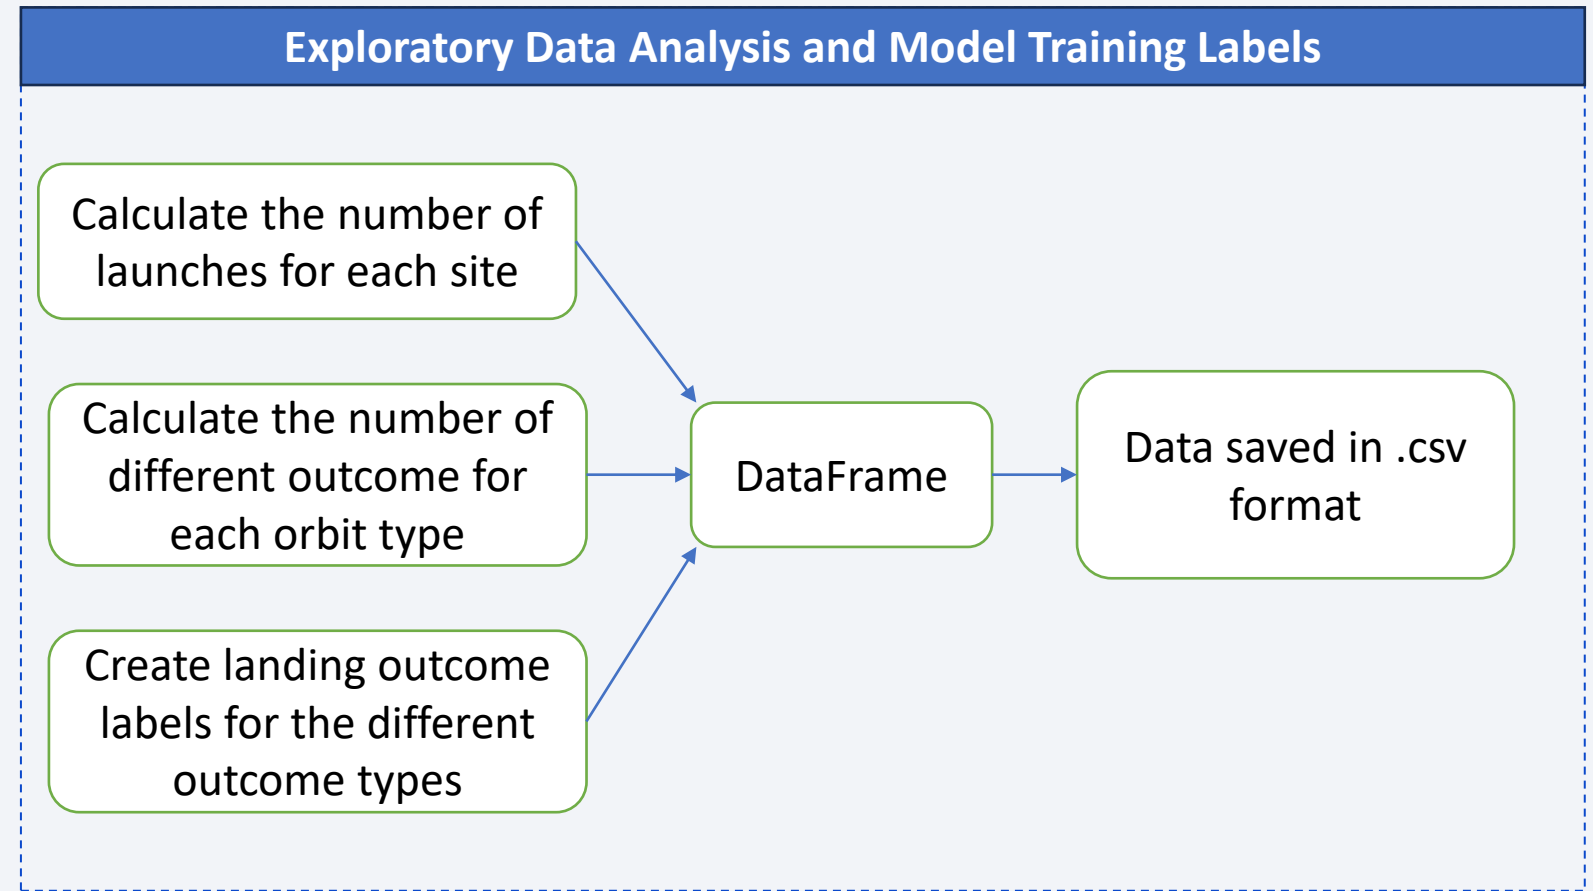 Exploratory Data Analysis and Model Training Labels
Calculate the number of
launches for each site
Calculate the number of
different outcome for
each orbit type
Create landing outcome
labels for the different
outcome types
DataFrame
Data saved in .csv
format